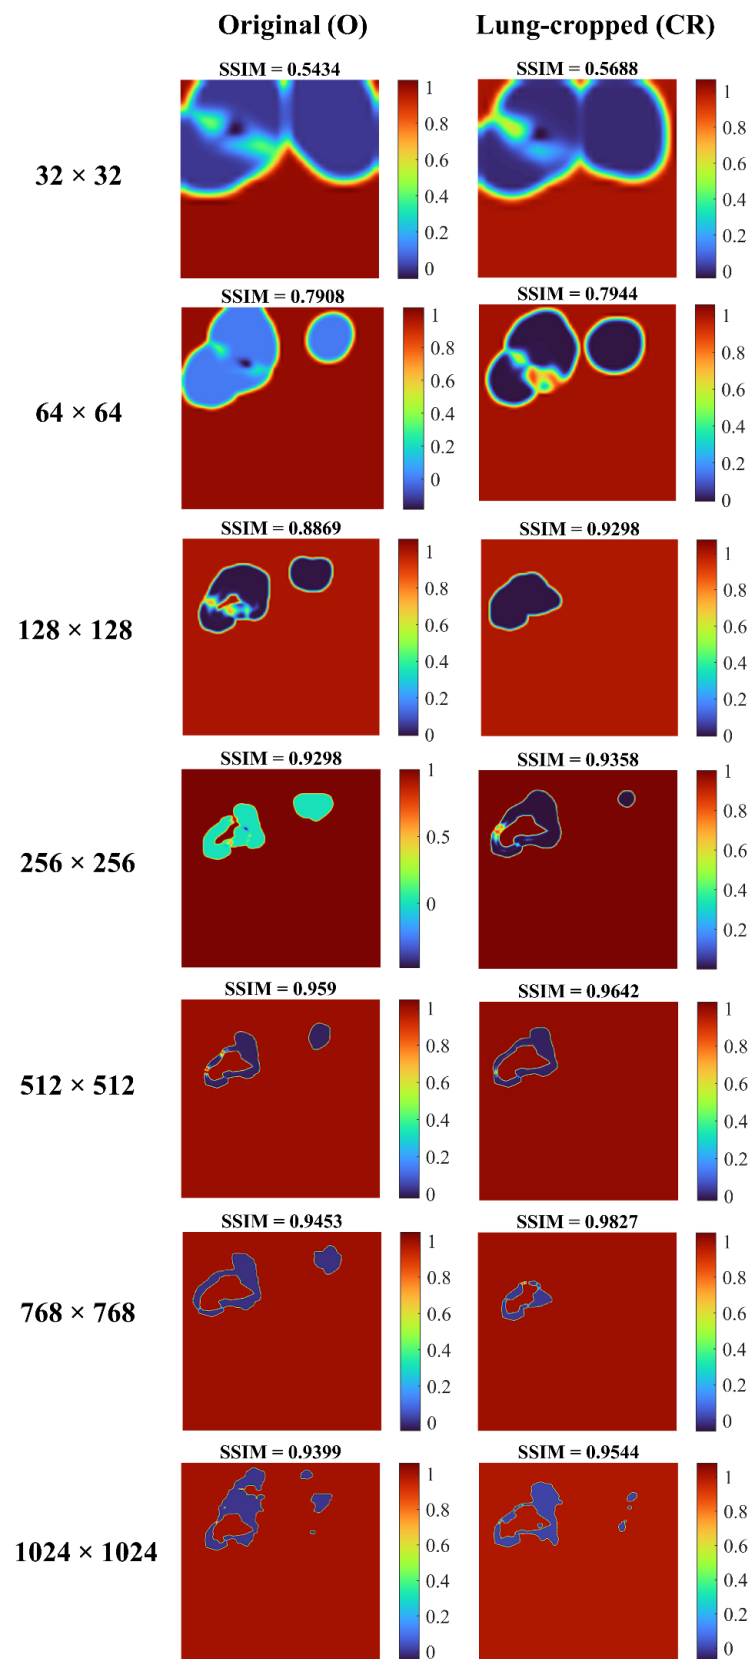 Original (O) Lung-cropped (CR)
SSIM = 0.5434 SSIM = 0.5688
32 × 32
1 1
0.8 0.8
0.6 0.6
0.4 0.4
0.2 0.2
0 0
SSIM = 0.7908 SSIM = 0.7944
64 × 64
1 1
0.8 0.8
0.6 0.6
0.4 0.4
0.2 0.2
0 0
SSIM = 0.8869 SSIM = 0.9298
128 × 128
1 1
0.8 0.8
0.6 0.6
0.4 0.4
0.2 0.2
0 0
SSIM = 0.9298 SSIM = 0.9358
256 × 256
1 1
0.8
0.5 0.6
0.4
0 0.2
SSIM = 0.959 SSIM = 0.9642
512 × 512
1 1
0.8 0.8
0.6 0.6
0.4 0.4
0.2 0.2
0 0
SSIM = 0.9453 SSIM = 0.9827
768 × 768
1 1
0.8 0.8
0.6 0.6
0.4 0.4
0.2 0.2
0 0
SSIM = 0.9399 SSIM = 0.9544
1024 × 1024
1 1
0.8 0.8
0.6 0.6
0.4 0.4
0.2 0.2
0 0